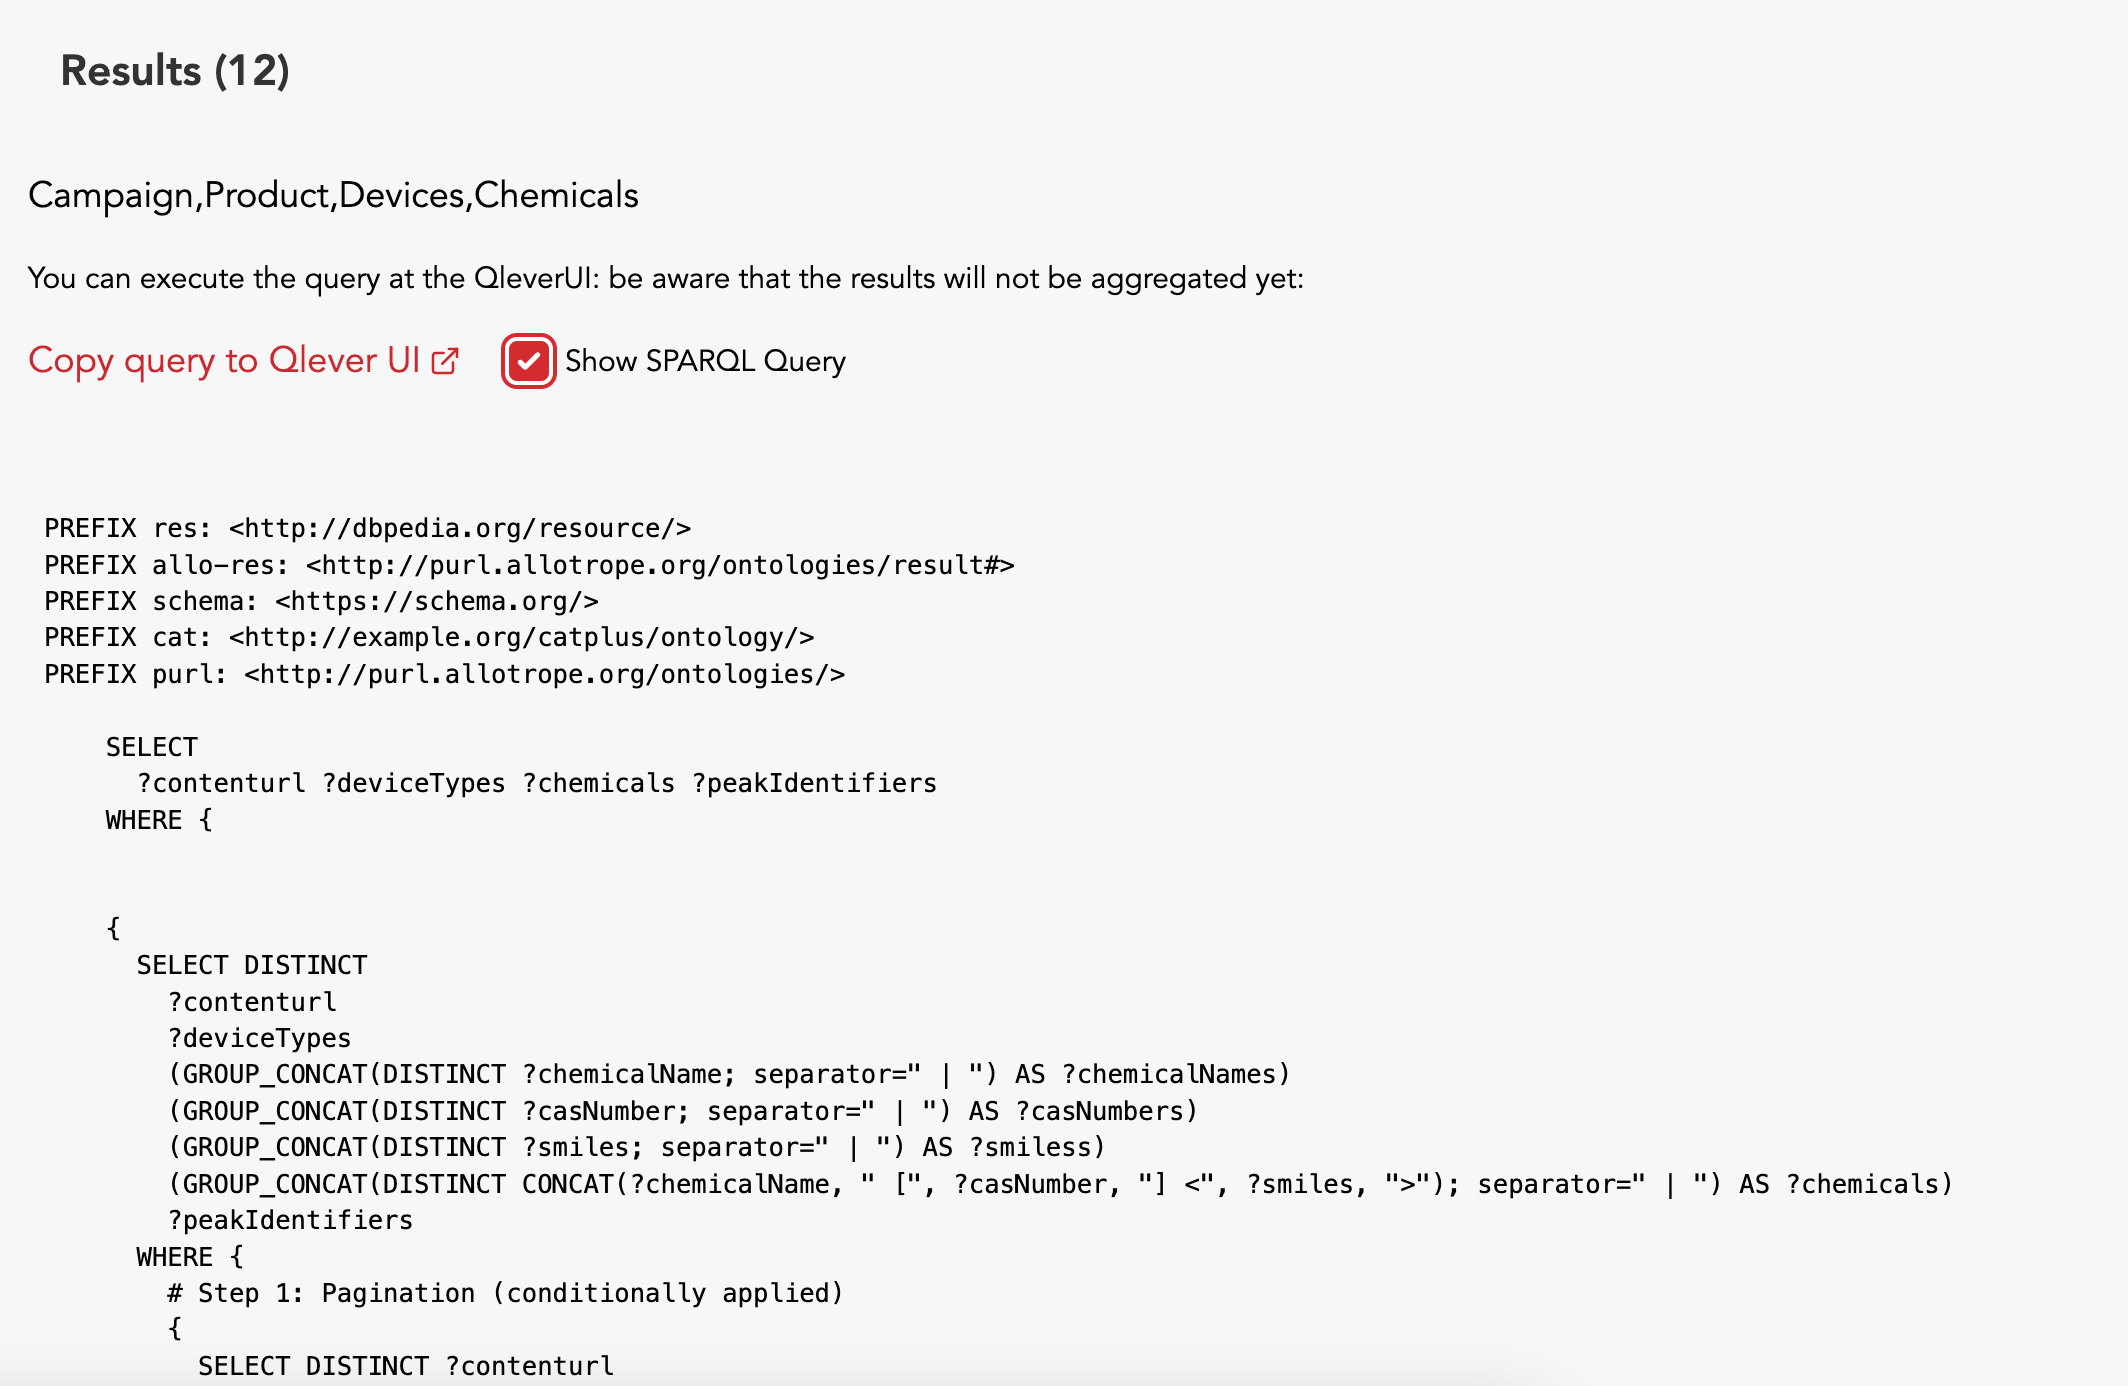 Results (12)
Campaign,Product,Devices,Chemicals
You can execute the query at the QleverUI: be aware that the results will not be aggregated yet:
Copy query to Qlever UI Show SPARQL Query
PREFIX res: <http://dbpedia.org/resource/>
PREFIX allo-res: <http://purl.allotrope.org/ontologies/result#>
PREFIX schema: <https://schema.org/>
PREFIX cat: <http://example.org/catplus/ontology/>
PREFIX purl: <http://purl.allotrope.org/ontologies/>
SELECT
?contenturl ?deviceTypes ?chemicals ?peakIdentifiers
WHERE {
{
SELECT DISTINCT
?contenturl
?deviceTypes
(GROUP_CONCAT(DISTINCT ?chemicalName; separator=" | ") AS ?chemicalNames)
(GROUP_CONCAT(DISTINCT ?casNumber; separator=" | ") AS ?casNumbers)
(GROUP_CONCAT(DISTINCT ?smiles; separator=" | ") AS ?smiless)
(GROUP_CONCAT(DISTINCT CONCAT(?chemicalName, " [", ?casNumber, "] <", ?smiles, ">"); separator=" | ") AS ?chemicals)
?peakIdentifiers
WHERE {
# Step 1: Pagination (conditionally applied)
{
SELECT DISTINCT ?contenturl